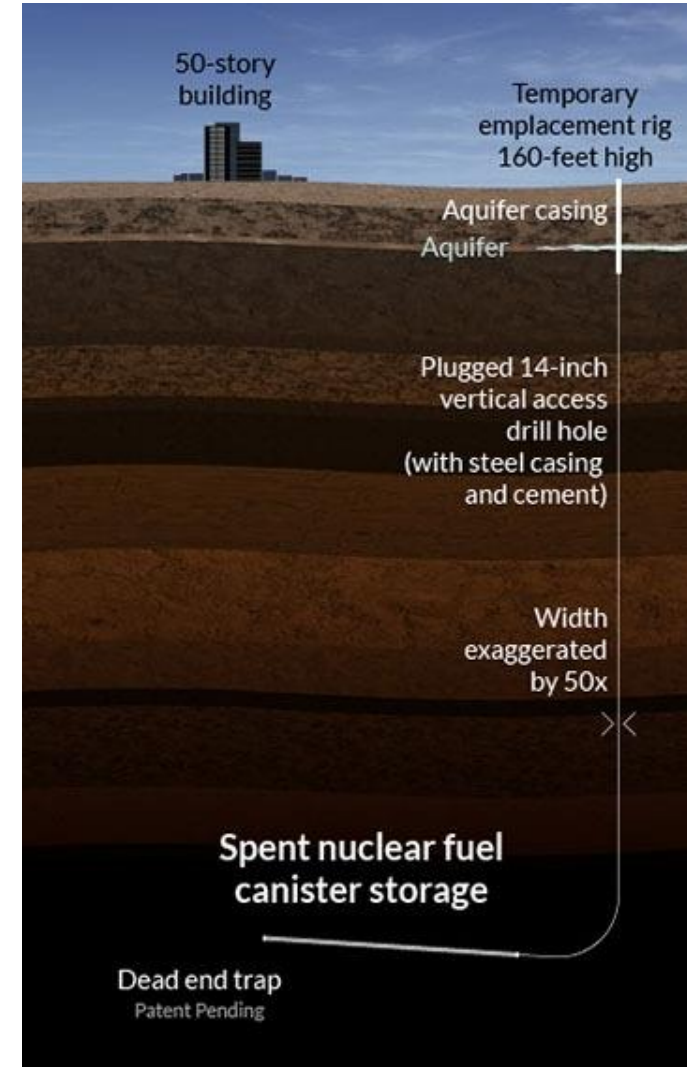 50-story
building
Temporary
emplacement rig
160-feet high
Aquifer casing
Aquifer
Plugged 14-inch
vertical access
drill hole
(with steel casing
and cement)
Width
exaggerated
by 50x
Spent nuclear fuel
canister storage
Dead end trap
Patent Pending